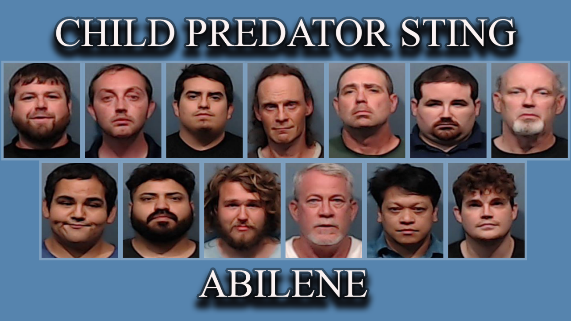 CHILD PREDATOR STING
ABILENE